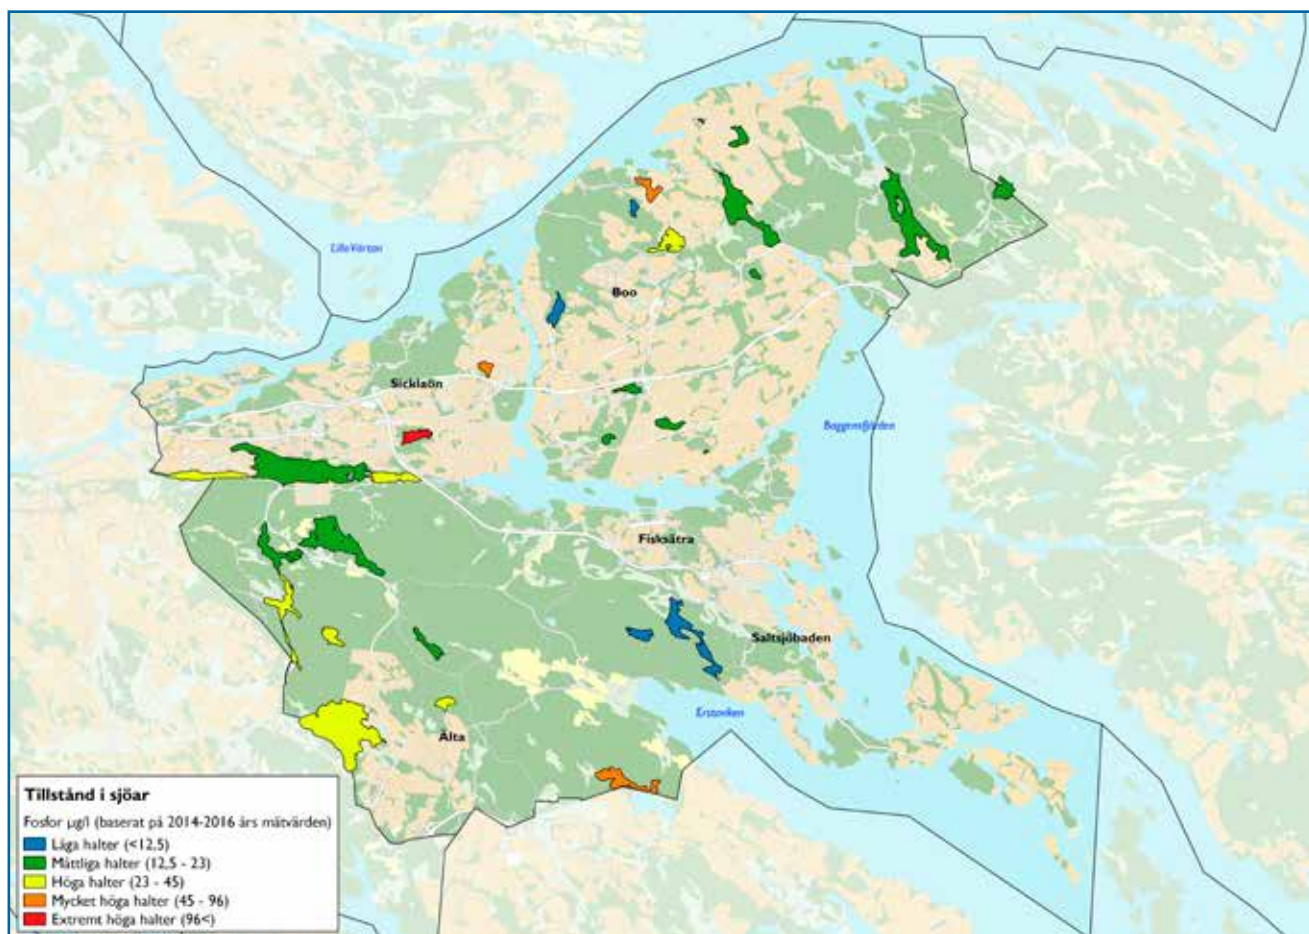 Lilla Värtan
Boo
Sicklaön
Baggensfjärden
Fisksätra
Saltsjöbaden
Erstaviken
Älta
Tillstånd i sjöar
Fosfor µg/l (baserat på 2014-2016 års mätvärden)
Låga halter (<12,5)
Måttliga halter (12,5 - 23)
Höga halter (23 - 45)
Mycket höga halter (45 - 96)
Extremt höga halter (96<)